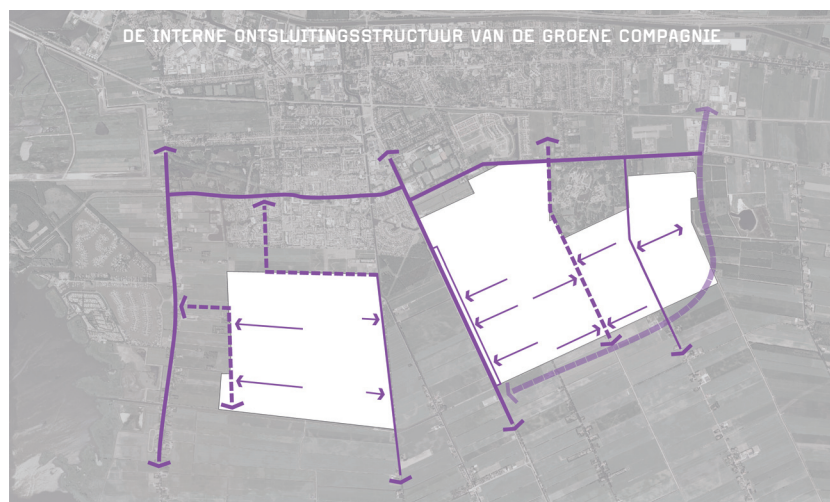 DE INTERNE ONTSLUITINGSSTRUCTUUR VAN DE GROENE COMPAGNIE